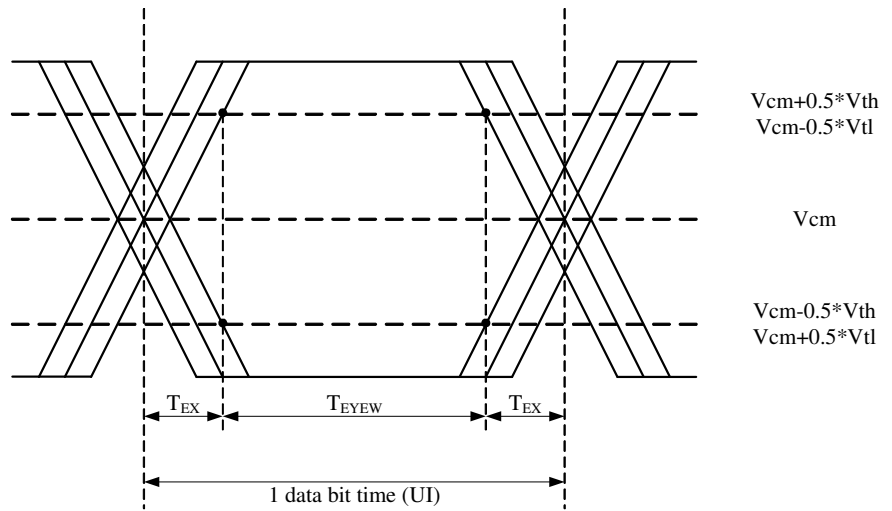 Vcm+0.5*Vth
Vcm-0.5*Vtl
Vcm
Vcm-0.5*Vth
Vcm+0.5*Vtl
TEX TEYEW TEX
1 data bit time (UI)